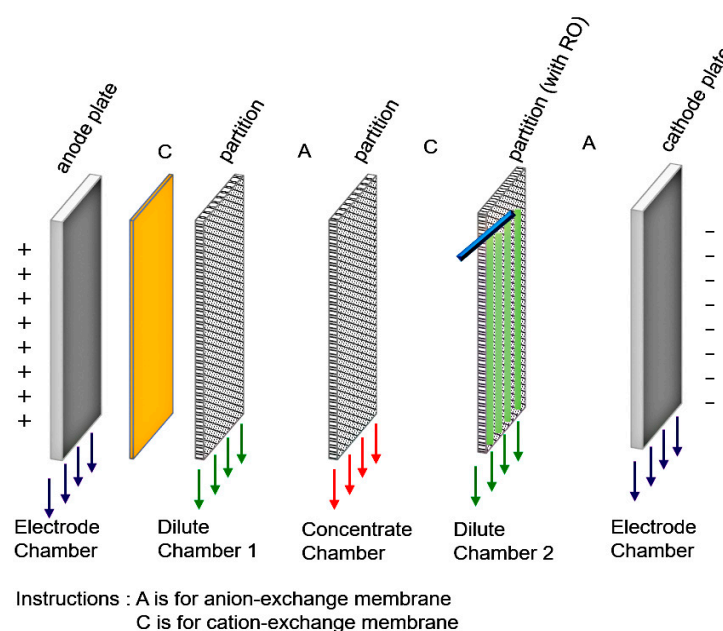 anode plate
C
partition
A
partition
C
partition (with RO)
A
cathode plate
+
+
+
+
+
+
+
+
−
−
−
−
−
−
−
−
Electrode
Chamber
Dilute
Chamber 1
Concentrate
Chamber
Dilute
Chamber 2
Electrode
Chamber
Instructions : A is for anion-exchange membrane
C is for cation-exchange membrane